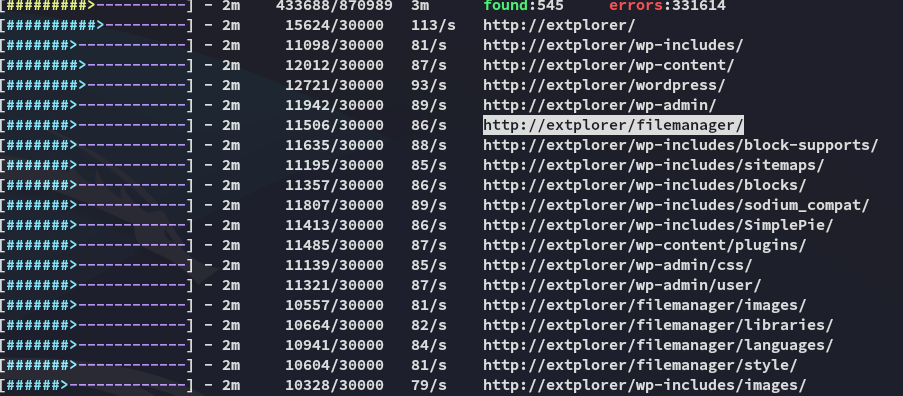 [#########>----------] - 2m 433688/870989 3m found:545 errors:331614
[##########>---------] - 2m 15624/30000 113/s http://extplorer/
[#######>------------] - 2m 11098/30000 81/s http://extplorer/wp-includes/
[########>-----------] - 2m 12012/30000 87/s http://extplorer/wp-content/
[########>-----------] - 2m 12721/30000 93/s http://extplorer/wordpress/
[#######>------------] - 2m 11942/30000 89/s http://extplorer/wp-admin/
[#######>------------] - 2m 11506/30000 86/s http://extplorer/filemanager/
[#######>------------] - 2m 11635/30000 88/s http://extplorer/wp-includes/block-supports/
[#######>------------] - 2m 11195/30000 85/s http://extplorer/wp-includes/sitemaps/
[#######>------------] - 2m 11357/30000 86/s http://extplorer/wp-includes/blocks/
[#######>------------] - 2m 11807/30000 89/s http://extplorer/wp-includes/sodium_compat/
[#######>------------] - 2m 11413/30000 86/s http://extplorer/wp-includes/SimplePie/
[#######>------------] - 2m 11485/30000 87/s http://extplorer/wp-content/plugins/
[#######>------------] - 2m 11139/30000 85/s http://extplorer/wp-admin/css/
[#######>------------] - 2m 11321/30000 87/s http://extplorer/wp-admin/user/
[#######>------------] - 2m 10557/30000 81/s http://extplorer/filemanager/images/
[#######>------------] - 2m 10664/30000 82/s http://extplorer/filemanager/libraries/
[#######>------------] - 2m 10941/30000 84/s http://extplorer/filemanager/languages/
[#######>------------] - 2m 10604/30000 81/s http://extplorer/filemanager/style/
[######>-------------] - 2m 10328/30000 79/s http://extplorer/wp-includes/images/